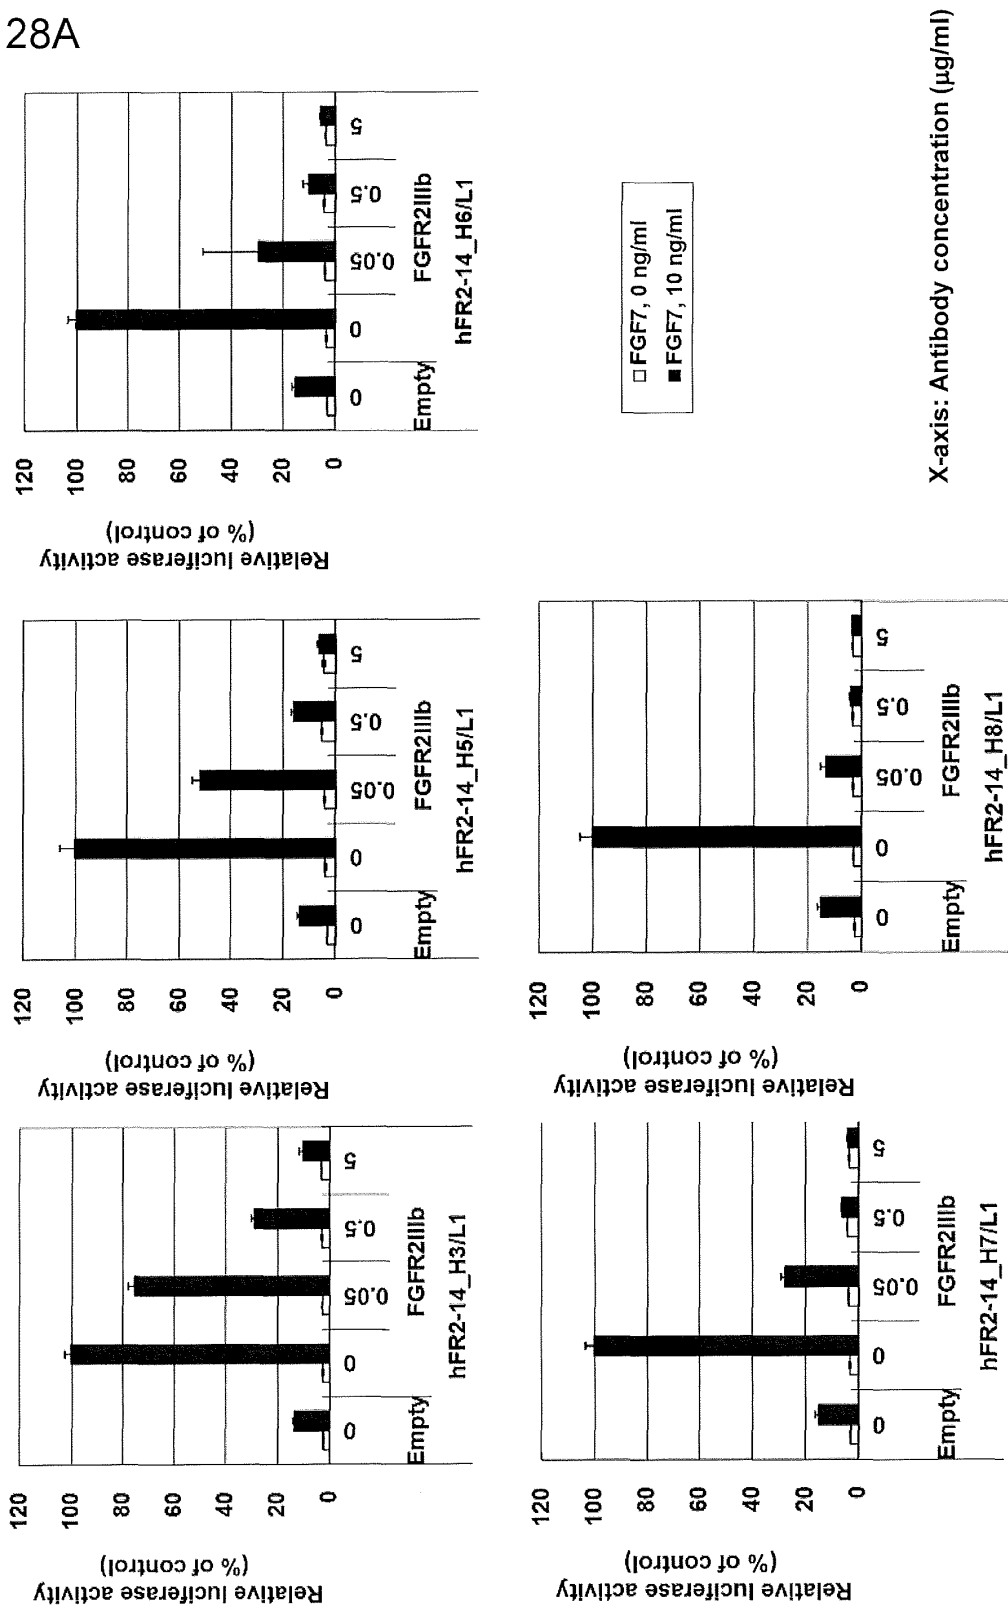 28A
120
100
80
60
40
20
0
Relative luciferase activity
(% of control)
0
0
0.05
0.5
5
Empty
FGFR2IIIb
hFR2-14_H6/L1
120
100
80
60
40
20
0
Relative luciferase activity
(% of control)
0
0
0.05
0.5
5
Empty
FGFR2IIIb
hFR2-14_H5/L1
120
100
80
60
40
20
0
Relative luciferase activity
(% of control)
0
0
0.05
0.5
5
Empty
FGFR2IIIb
hFR2-14_H3/L1
□ FGF7, 0 ng/ml
■ FGF7, 10 ng/ml
120
100
80
60
40
20
0
Relative luciferase activity
(% of control)
0
0
0.05
0.5
5
Empty
FGFR2IIIb
hFR2-14_H8/L1
120
100
80
60
40
20
0
Relative luciferase activity
(% of control)
0
0
0.05
0.5
5
Empty
FGFR2IIIb
hFR2-14_H7/L1
X-axis: Antibody concentration (μg/ml)